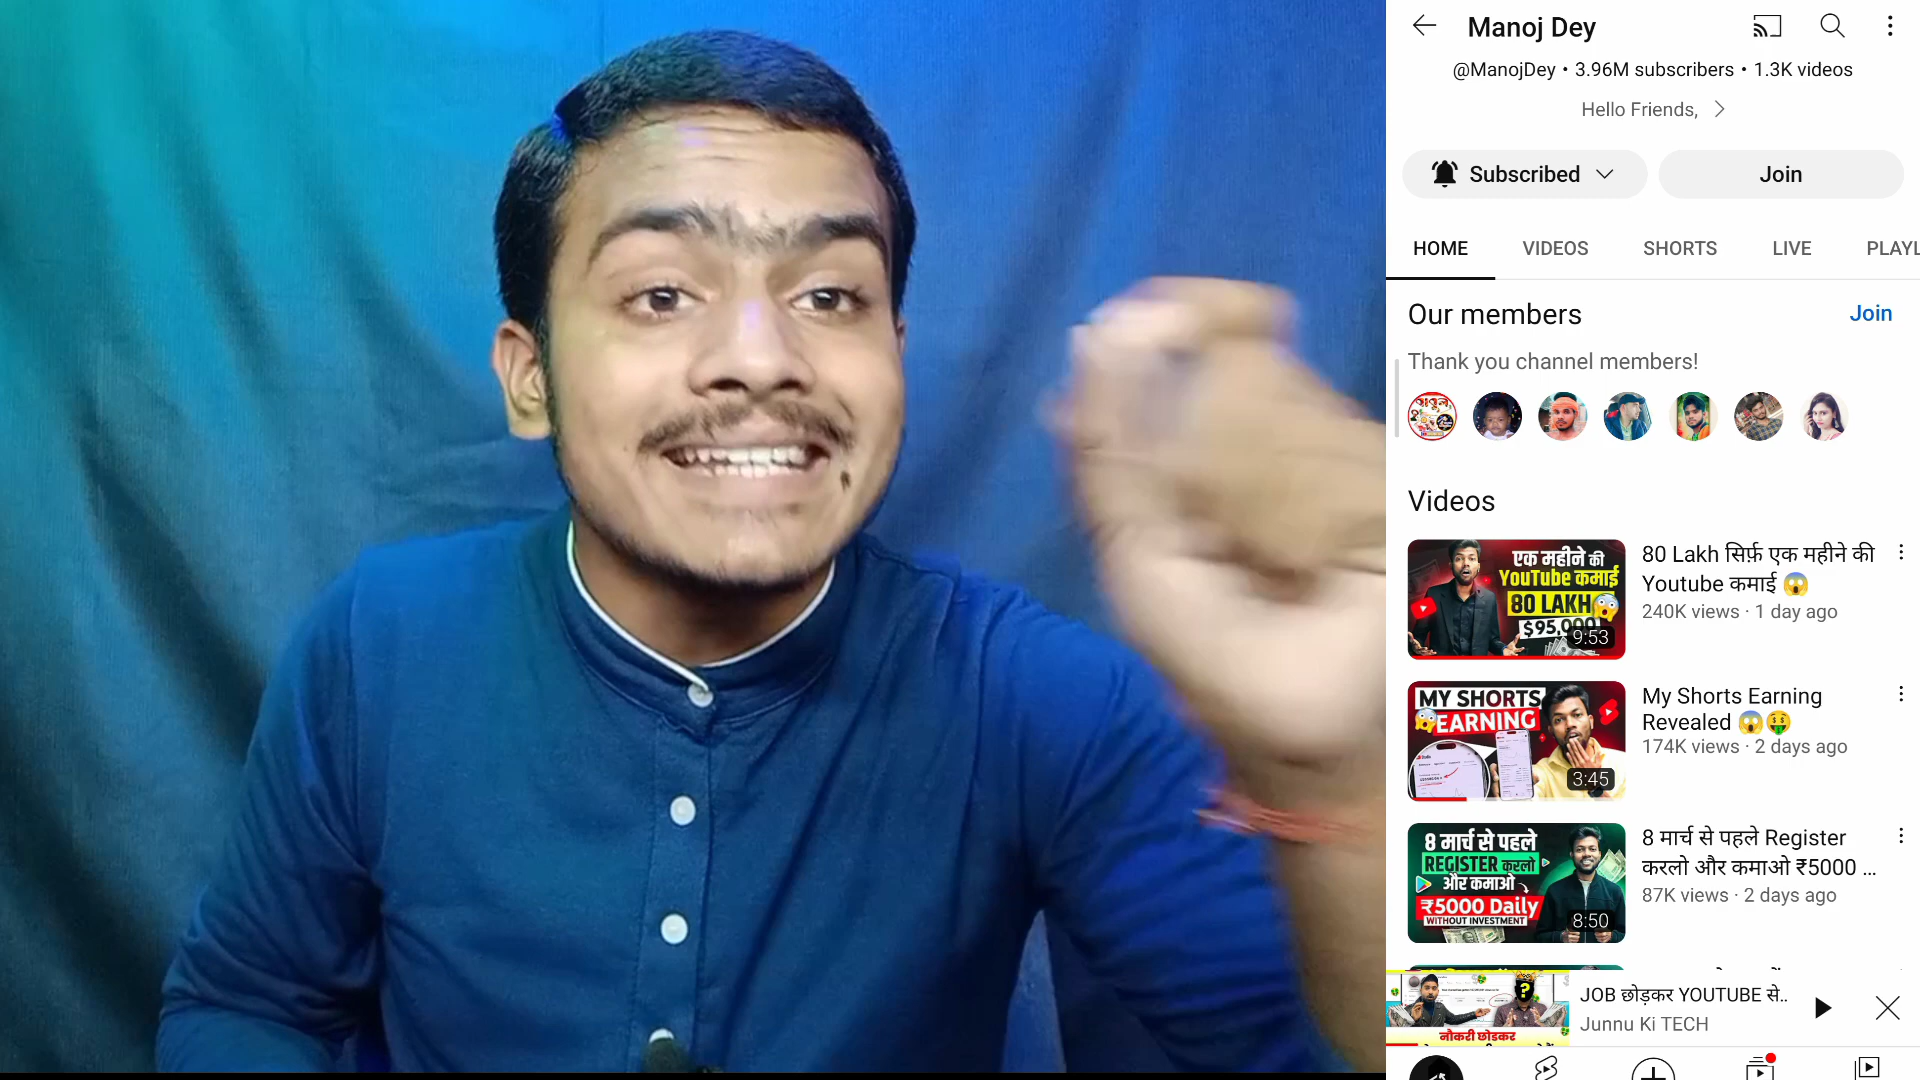 Manoj Dey
@ManojDey • 3.96M subscribers • 1.3K videos
Hello Friends,
Subscribed
Join
HOME VIDEOS SHORTS LIVE PLAYL
Our members
Join
Thank you channel members!
Videos
एक महीने की
YouTube कमाई
80 LAKH
$95,000!
9:53
80 Lakh सिर्फ़ एक महीने की
Youtube कमाई 😱
240K views · 1 day ago
MY SHORTS
EARNING
3:45
My Shorts Earning
Revealed 😱🤑
174K views · 2 days ago
8 मार्च से पहले
REGISTER करलो
और कमाओ
₹5000 Daily
WITHOUT INVESTMENT
8:50
8 मार्च से पहले Register
करलो और कमाओ ₹5000 ...
87K views · 2 days ago
नौकरी छोड़कर
JOB छोड़कर YOUTUBE से..
Junnu Ki TECH